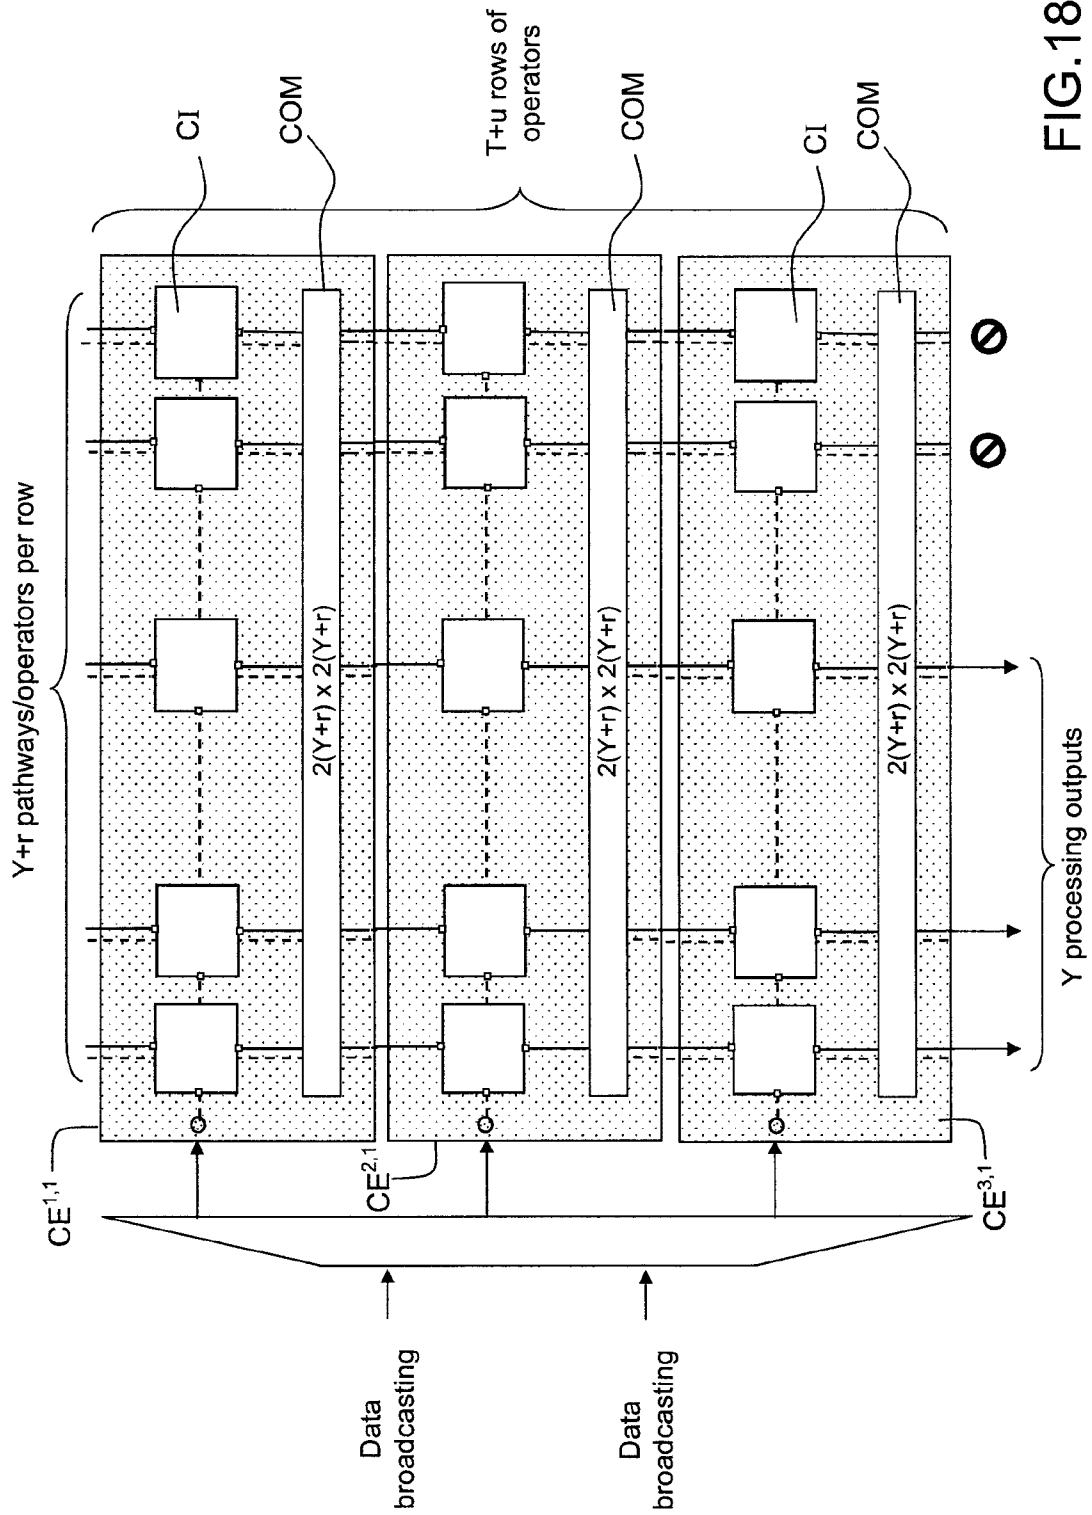 Y+r pathways/operators per row
CE1,1
CI
COM
2(Y+r) x 2(Y+r)
T+u rows of
operators
CE2,1
COM
2(Y+r) x 2(Y+r)
CI
COM
2(Y+r) x 2(Y+r)
CE3,1
Data
broadcasting
Data
broadcasting
Y processing outputs
FIG.18